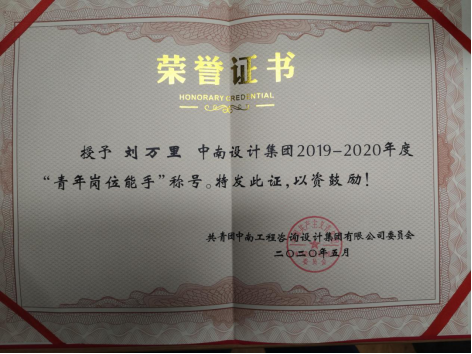 荣誉证书
HONORARY CREDENTIAL
授予 刘万里 中南设计集团2019-2020年度
“青年岗位能手”称号。特发此证,以资鼓励!
共青团中南工程咨询设计集团有限公司委员会
二〇二〇年五月